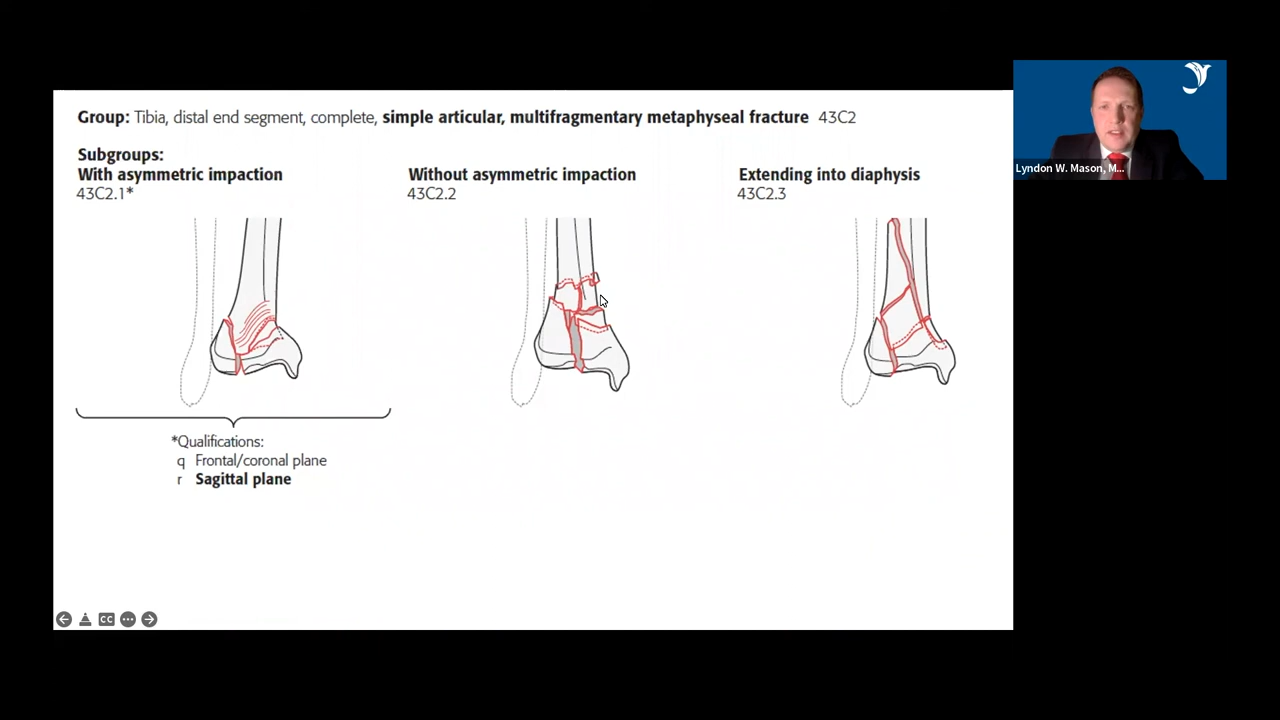 Group: Tibia, distal end segment, complete, simple articular, multifragmentary metaphyseal fracture 43C2
Subgroups:
With asymmetric impaction
43C2.1*
Without asymmetric impaction
43C2.2
Extending into diaphysis
43C2.3
*Qualifications:
q Frontal/coronal plane
r Sagittal plane
CC
Lyndon W. Mason, M...